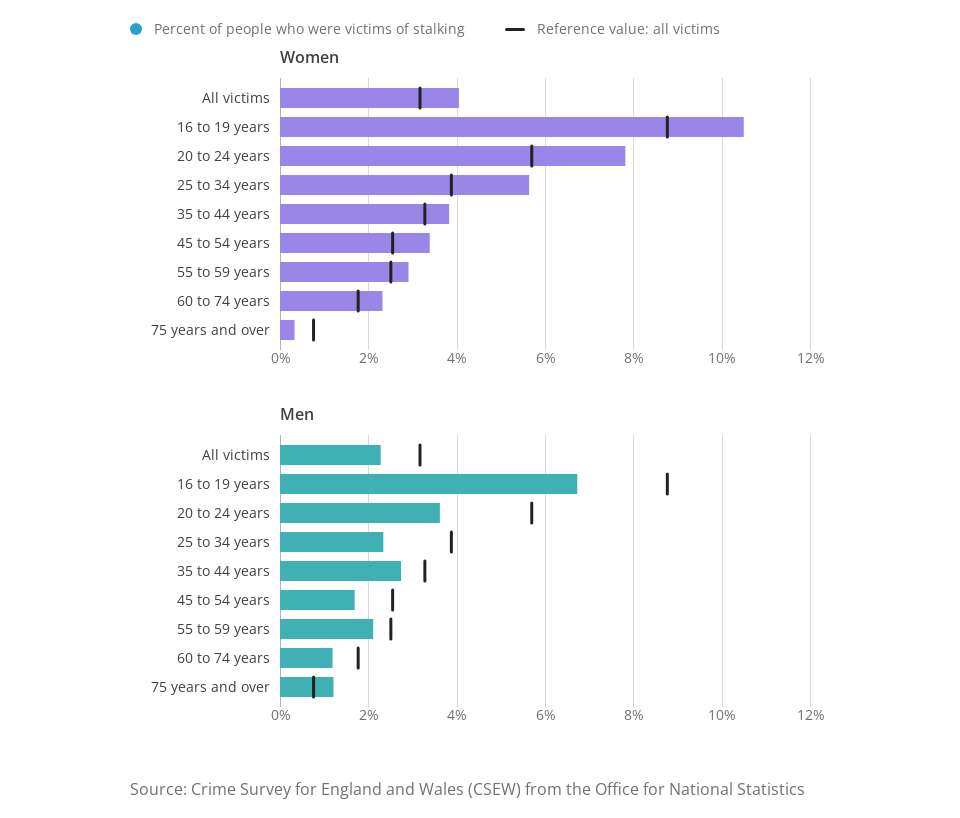 Percent of people who were victims of stalking Reference value: all victims
Women
All victims
16 to 19 years
20 to 24 years
25 to 34 years
35 to 44 years
45 to 54 years
55 to 59 years
60 to 74 years
75 years and over
0% 2% 4% 6% 8% 10% 12%
Men
All victims
16 to 19 years
20 to 24 years
25 to 34 years
35 to 44 years
45 to 54 years
55 to 59 years
60 to 74 years
75 years and over
0% 2% 4% 6% 8% 10% 12%
Source: Crime Survey for England and Wales (CSEW) from the Office for National Statistics